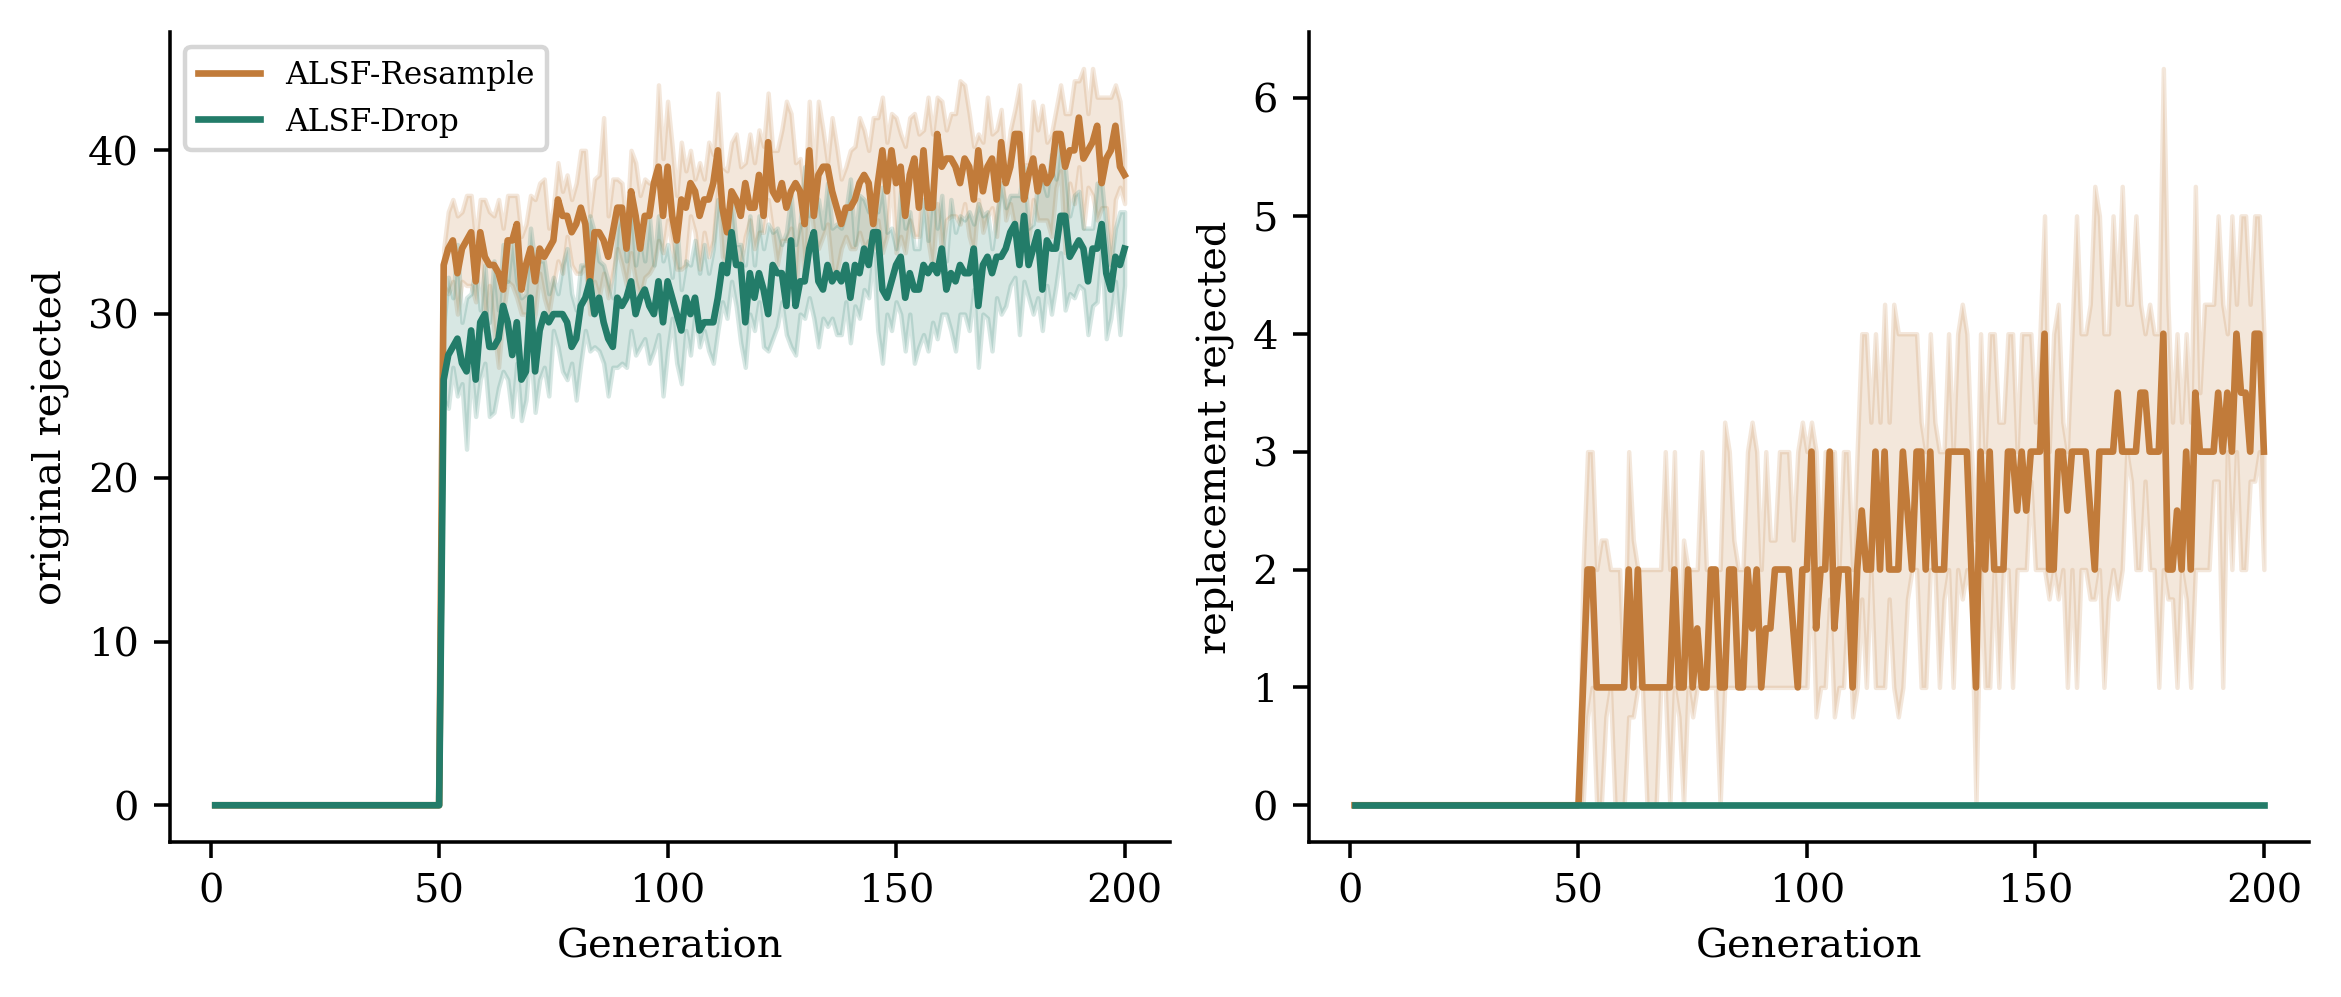 ALSF-Resample
ALSF-Drop
original rejected
40
30
20
10
0
0 50 100 150 200
Generation
replacement rejected
6
5
4
3
2
1
0
0 50 100 150 200
Generation